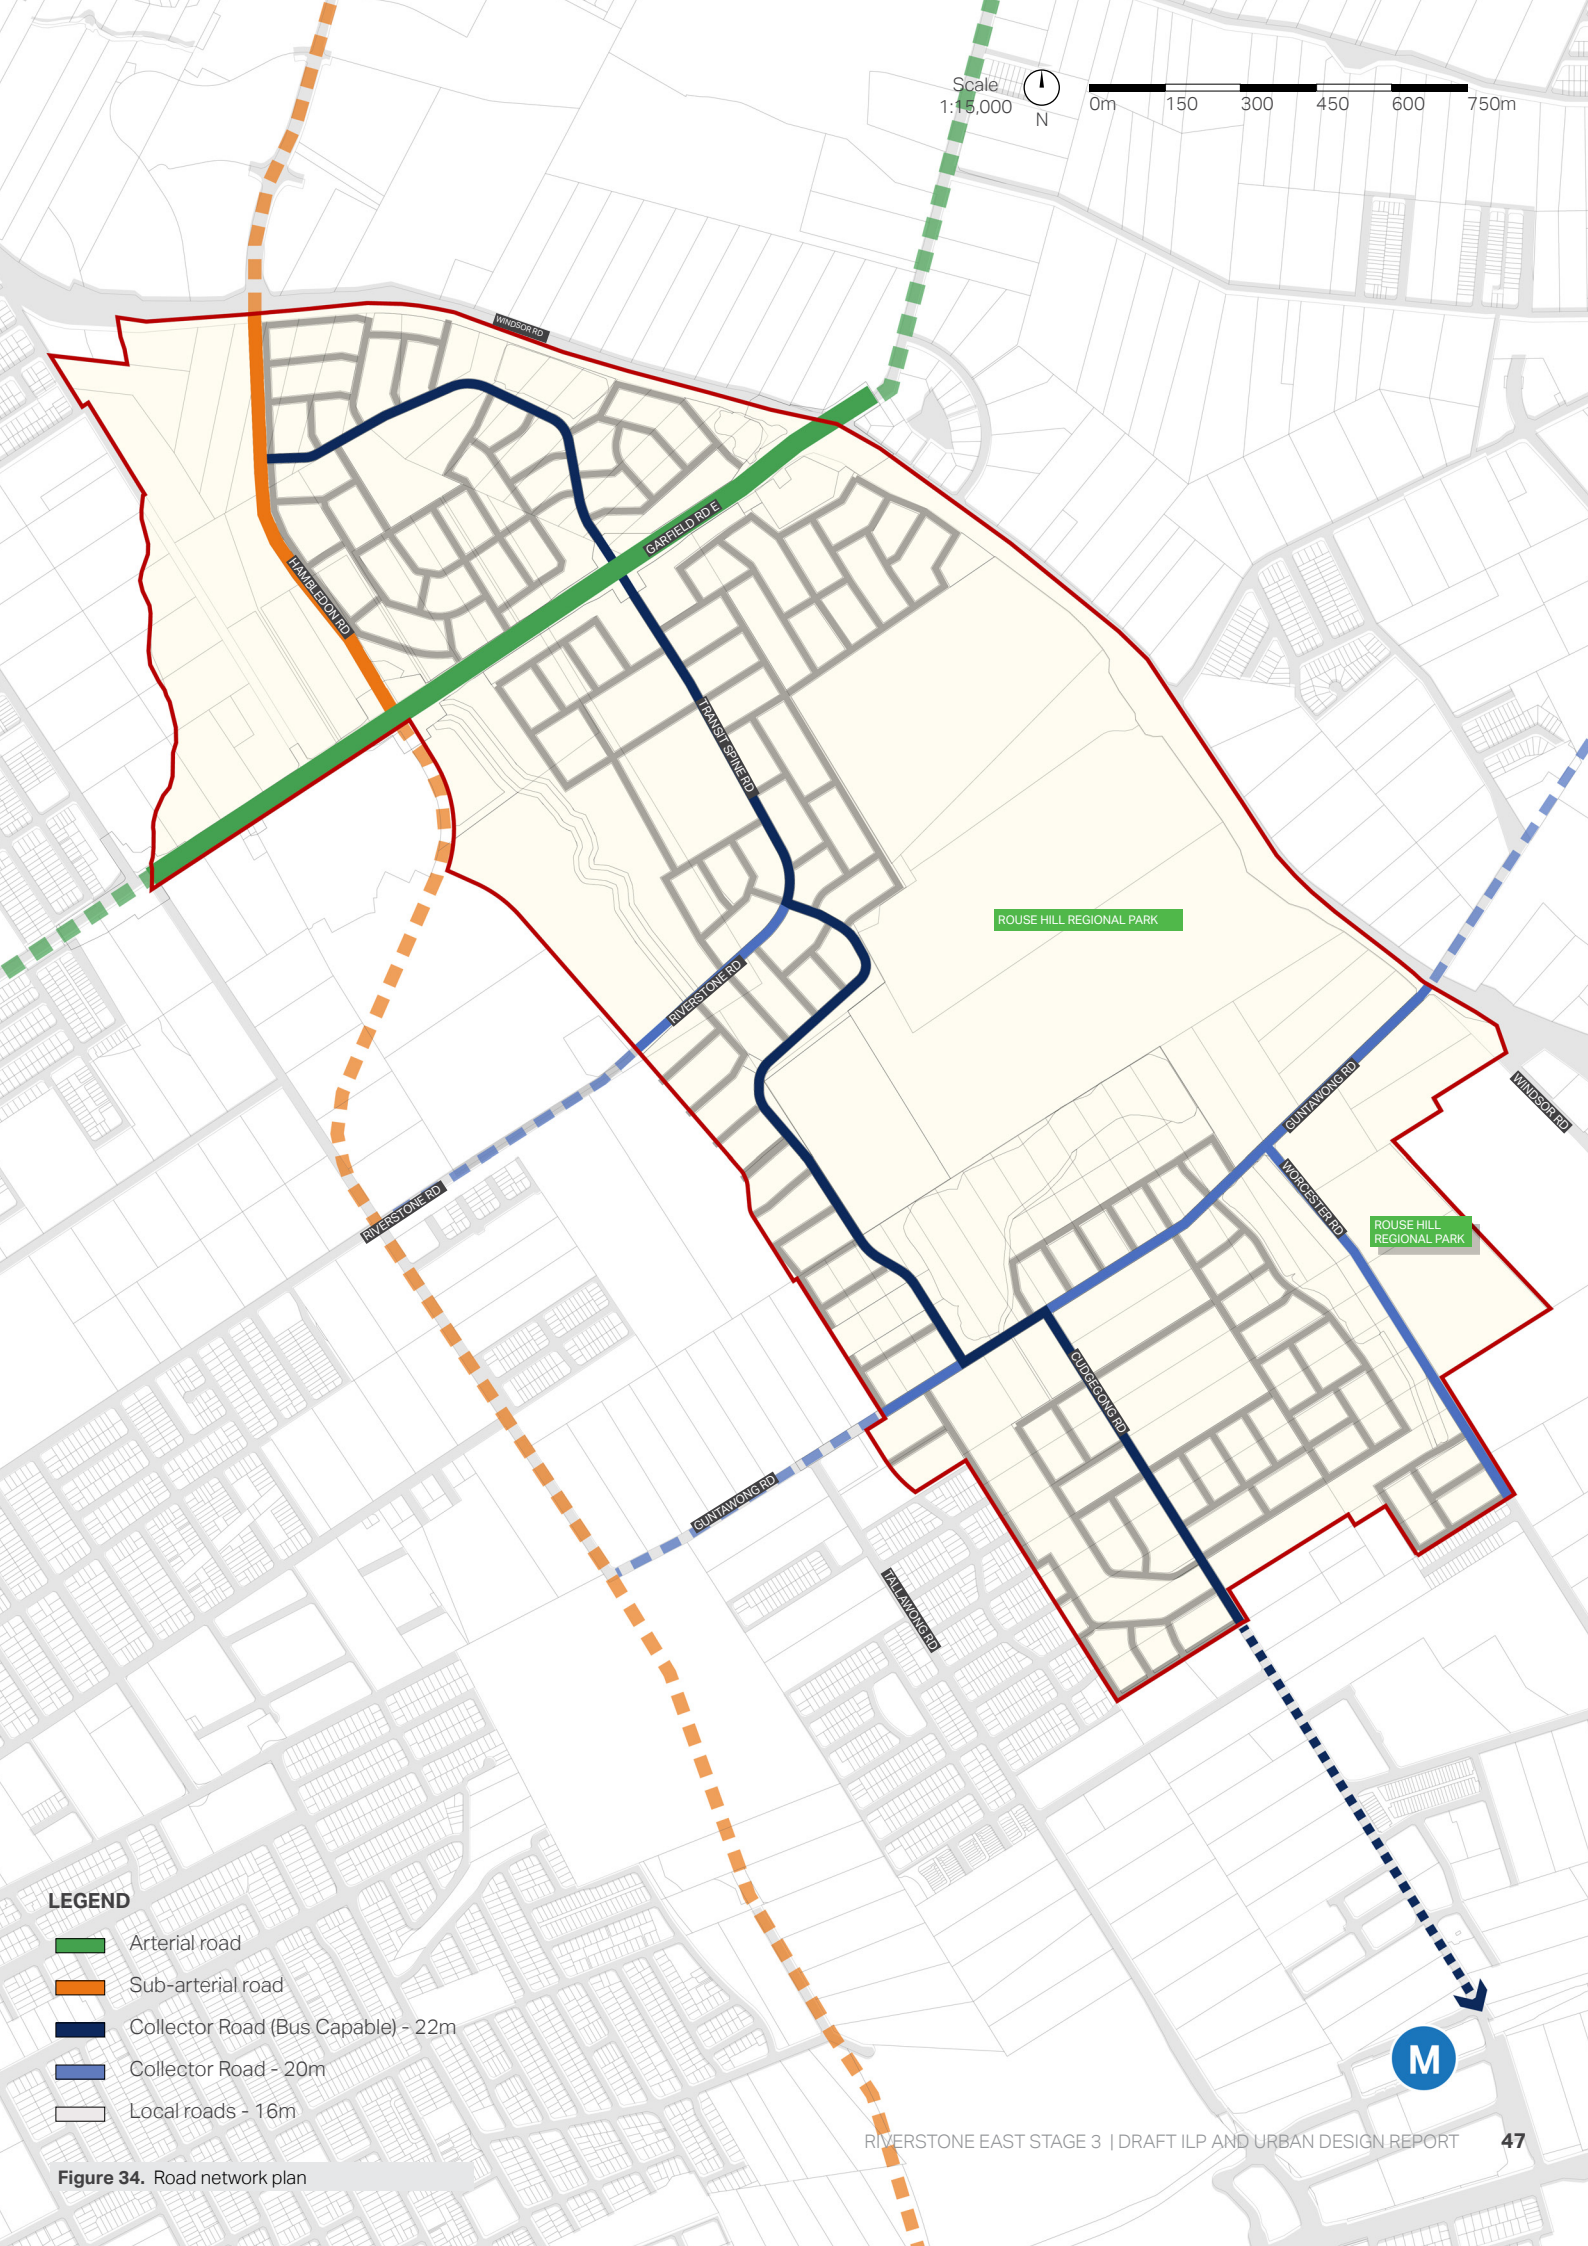 Scale
1:15,000
N
0m 150 300 450 600 750m
WINDSOR RD
GARFIELD RD E
HAMBLEDON RD
TRANSIT SPINE RD
ROUSE HILL REGIONAL PARK
RIVERSTONE RD
GUNTAWONG RD
WINDSOR RD
WORCESTER RD
RIVERSTONE RD
ROUSE HILL
REGIONAL PARK
CUDGEGONG RD
GUNTAWONG RD
TALLAWONG RD
LEGEND
Arterial road
Sub-arterial road
Collector Road (Bus Capable) - 22m
Collector Road - 20m
Local roads - 16m
M
RIVERSTONE EAST STAGE 3 | DRAFT ILP AND URBAN DESIGN REPORT 47
Figure 34. Road network plan